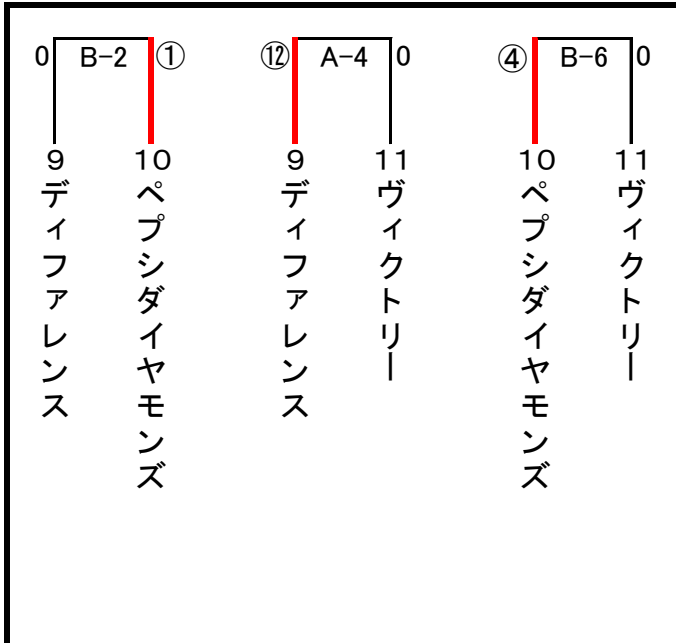 0 B-2 ①
9 10
ディファレンス
ペプシダイヤモンズ
⑫ A-4 0
9 11
ディファレンス
ヴィクトリー
④ B-6 0
10 11
ペプシダイヤモンズ
ヴィクトリー